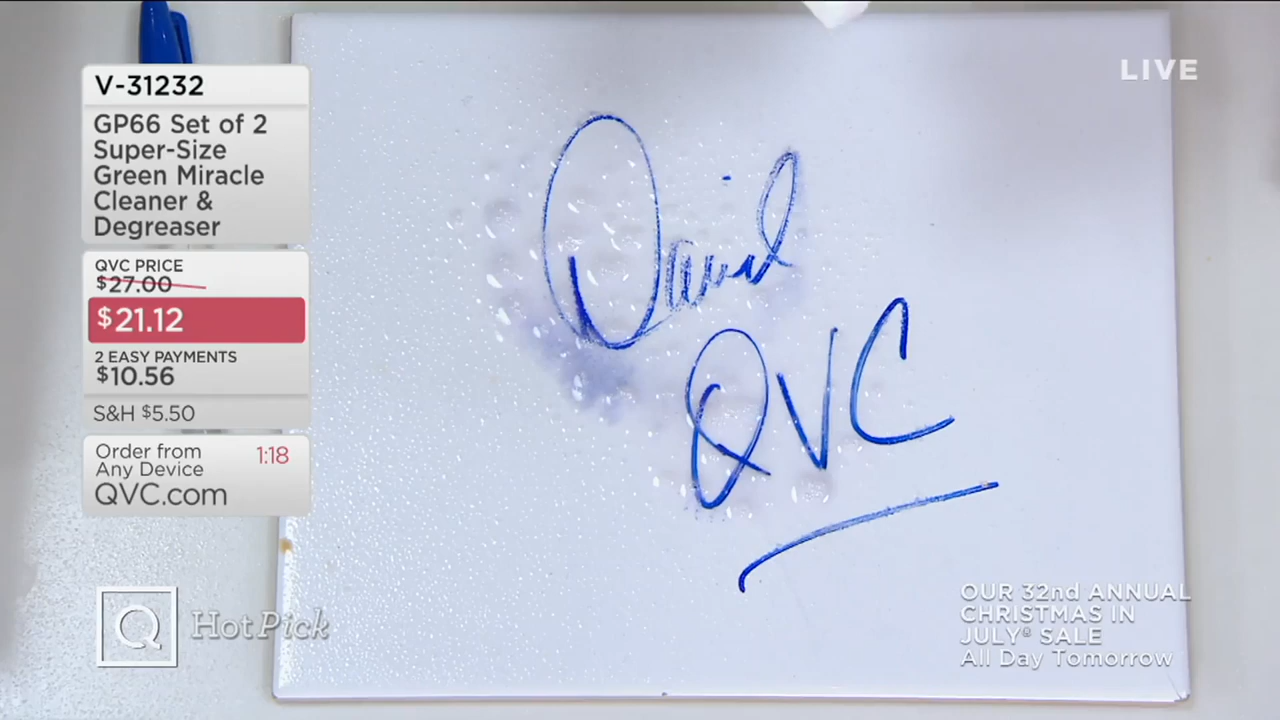 V-31232
GP66 Set of 2
Super-Size
Green Miracle
Cleaner &
Degreaser
QVC PRICE
$27.00
$21.12
2 EASY PAYMENTS
$10.56
S&H $5.50
Order from
Any Device
1:18
QVC.com
Q HotPick
LIVE
David
QVC
OUR 32nd ANNUAL
CHRISTMAS IN
JULY® SALE
All Day Tomorrow